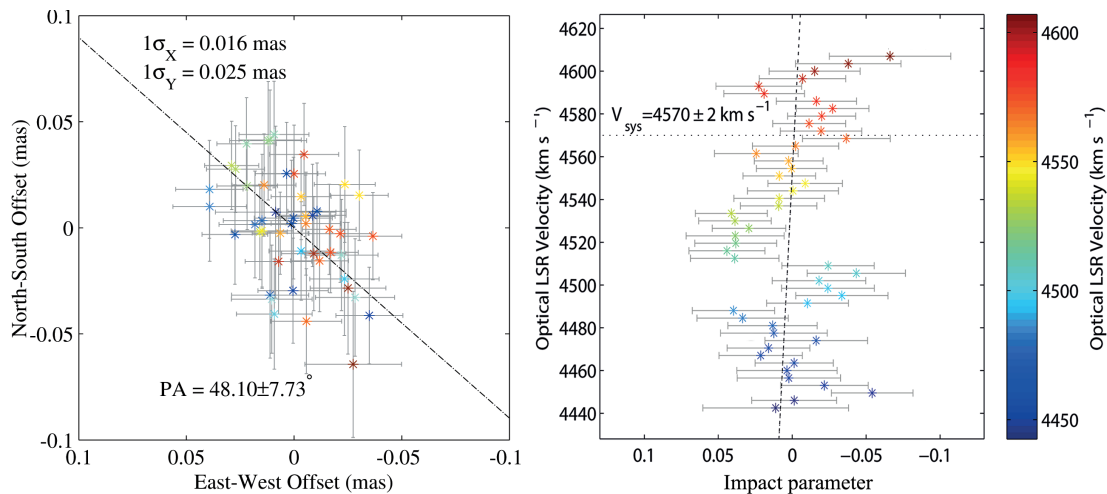 0.1
0.05
0
-0.05
-0.1
North-South Offset (mas)
1σX = 0.016 mas
1σY = 0.025 mas
PA = 48.10±7.73°
0.1 0.05 0 -0.05 -0.1
East-West Offset (mas)
4620
4600
4580
4560
4540
4520
4500
4480
4460
4440
Optical LSR Velocity (km s −1)
Vsys=4570 ± 2 km s−1
0.1 0.05 0 −0.05 −0.1
Impact parameter
4600
4550
4500
4450
Optical LSR Velocity (km s −1)